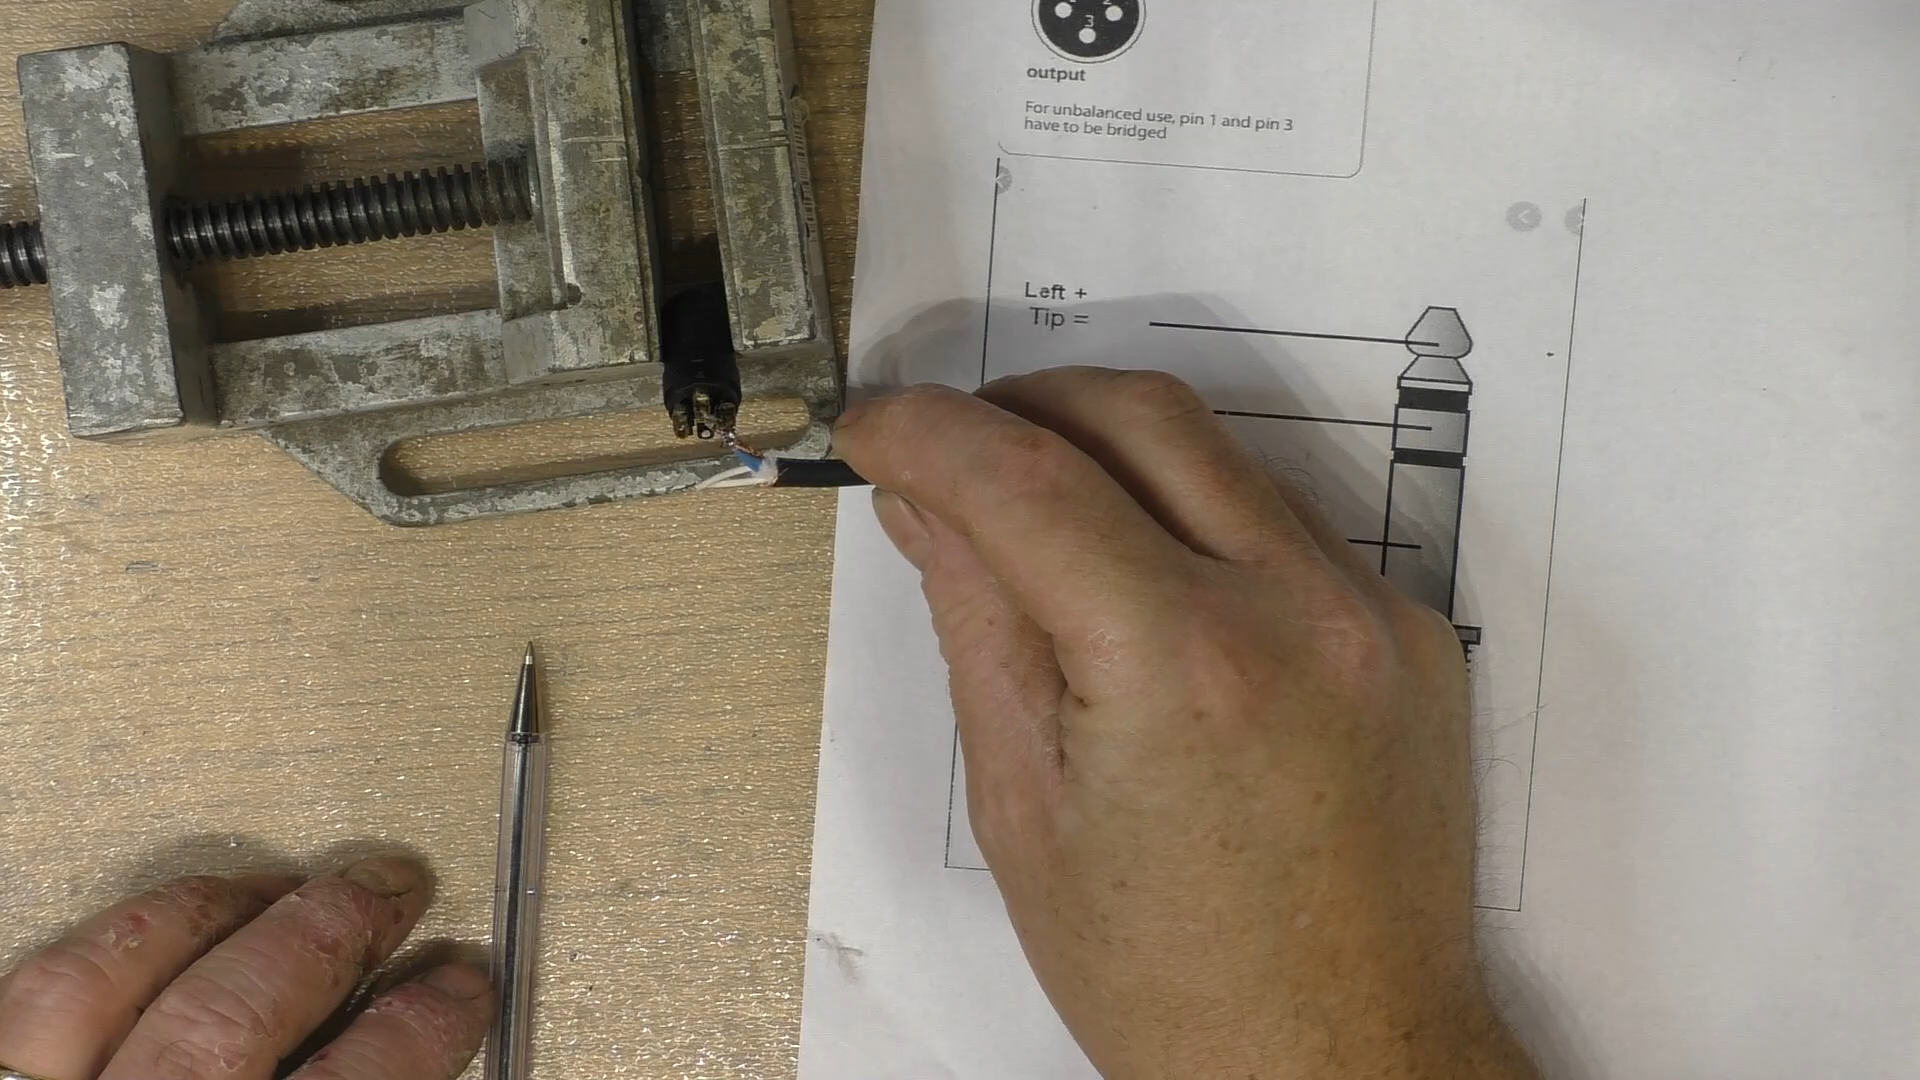 3
output
For unbalanced use, pin 1 and pin 3
have to be bridged
Left +
Tip =